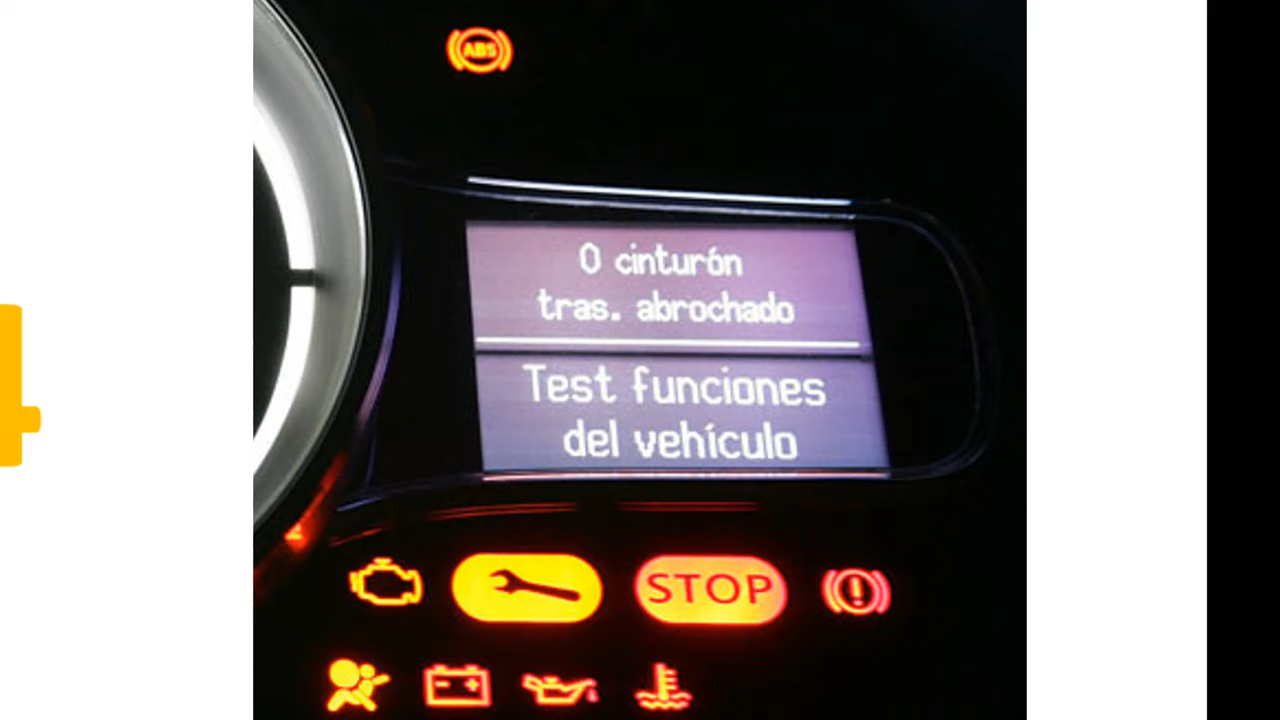 ABS
0 cinturón
tras. abrochado
Test funciones
del vehículo
STOP